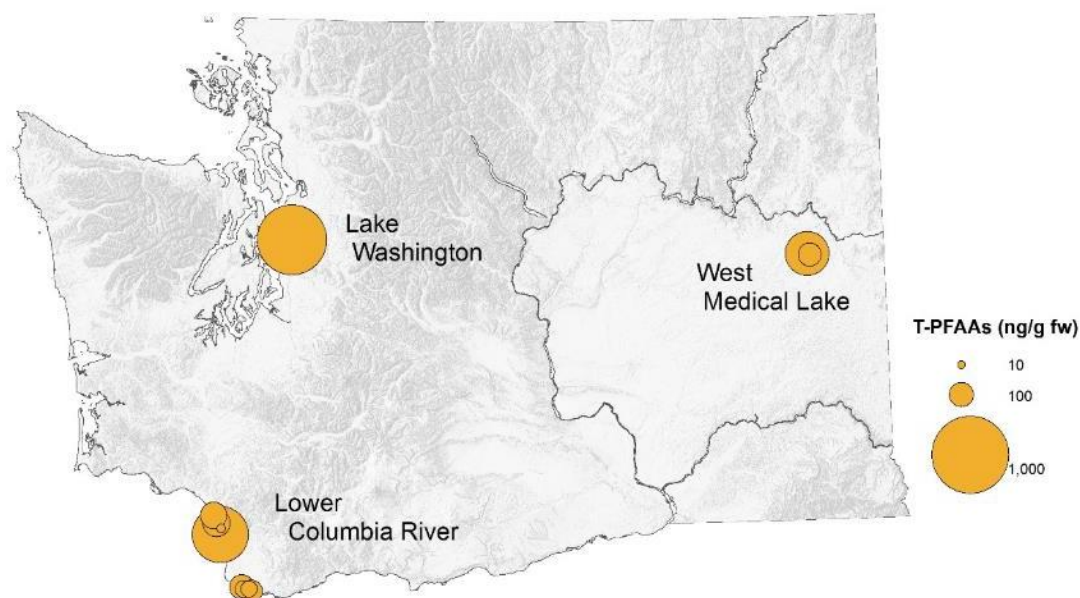 Lake
Washington
West
Medical Lake
T-PFAAs (ng/g fw)
10
100
1,000
Lower
Columbia River